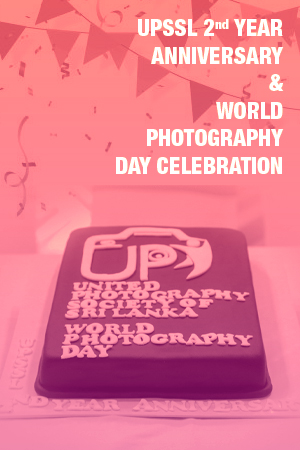 UPSSL 2nd YEAR
ANNIVERSARY
&
WORLD
PHOTOGRAPHY
DAY CELEBRATION
UP
UNITED
PHOTOGRAPHY
SOCIETY OF
SRI LANKA
WORLD
PHOTOGRAPHY
DAY
YEAR ANNIVERSARY